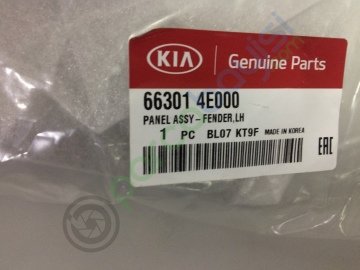 KIA Genuine Parts
66301 4E000
PANEL ASSY-FENDER,LH
1 PC BL07 KT9F MADE IN KOREA
EAC